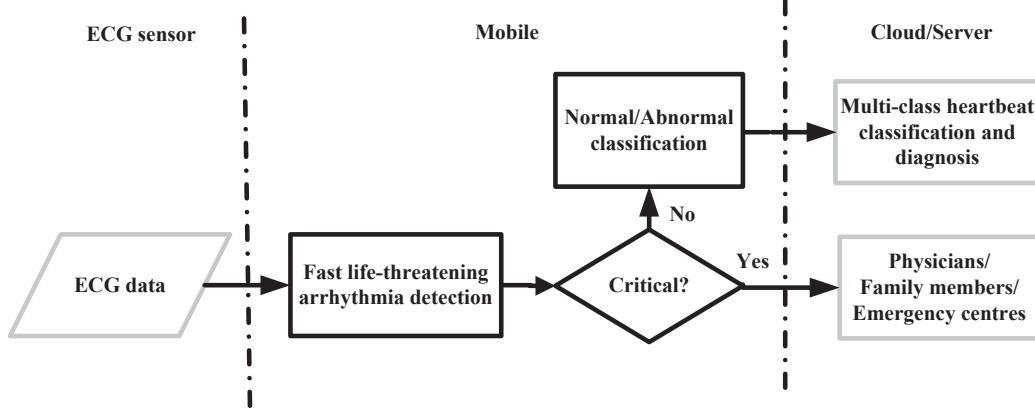 ECG sensor
Mobile
Cloud/Server
Normal/Abnormal
classification
Multi-class heartbeat
classification and
diagnosis
No
Yes
ECG data
Fast life-threatening
arrhythmia detection
Critical?
Physicians/
Family members/
Emergency centres